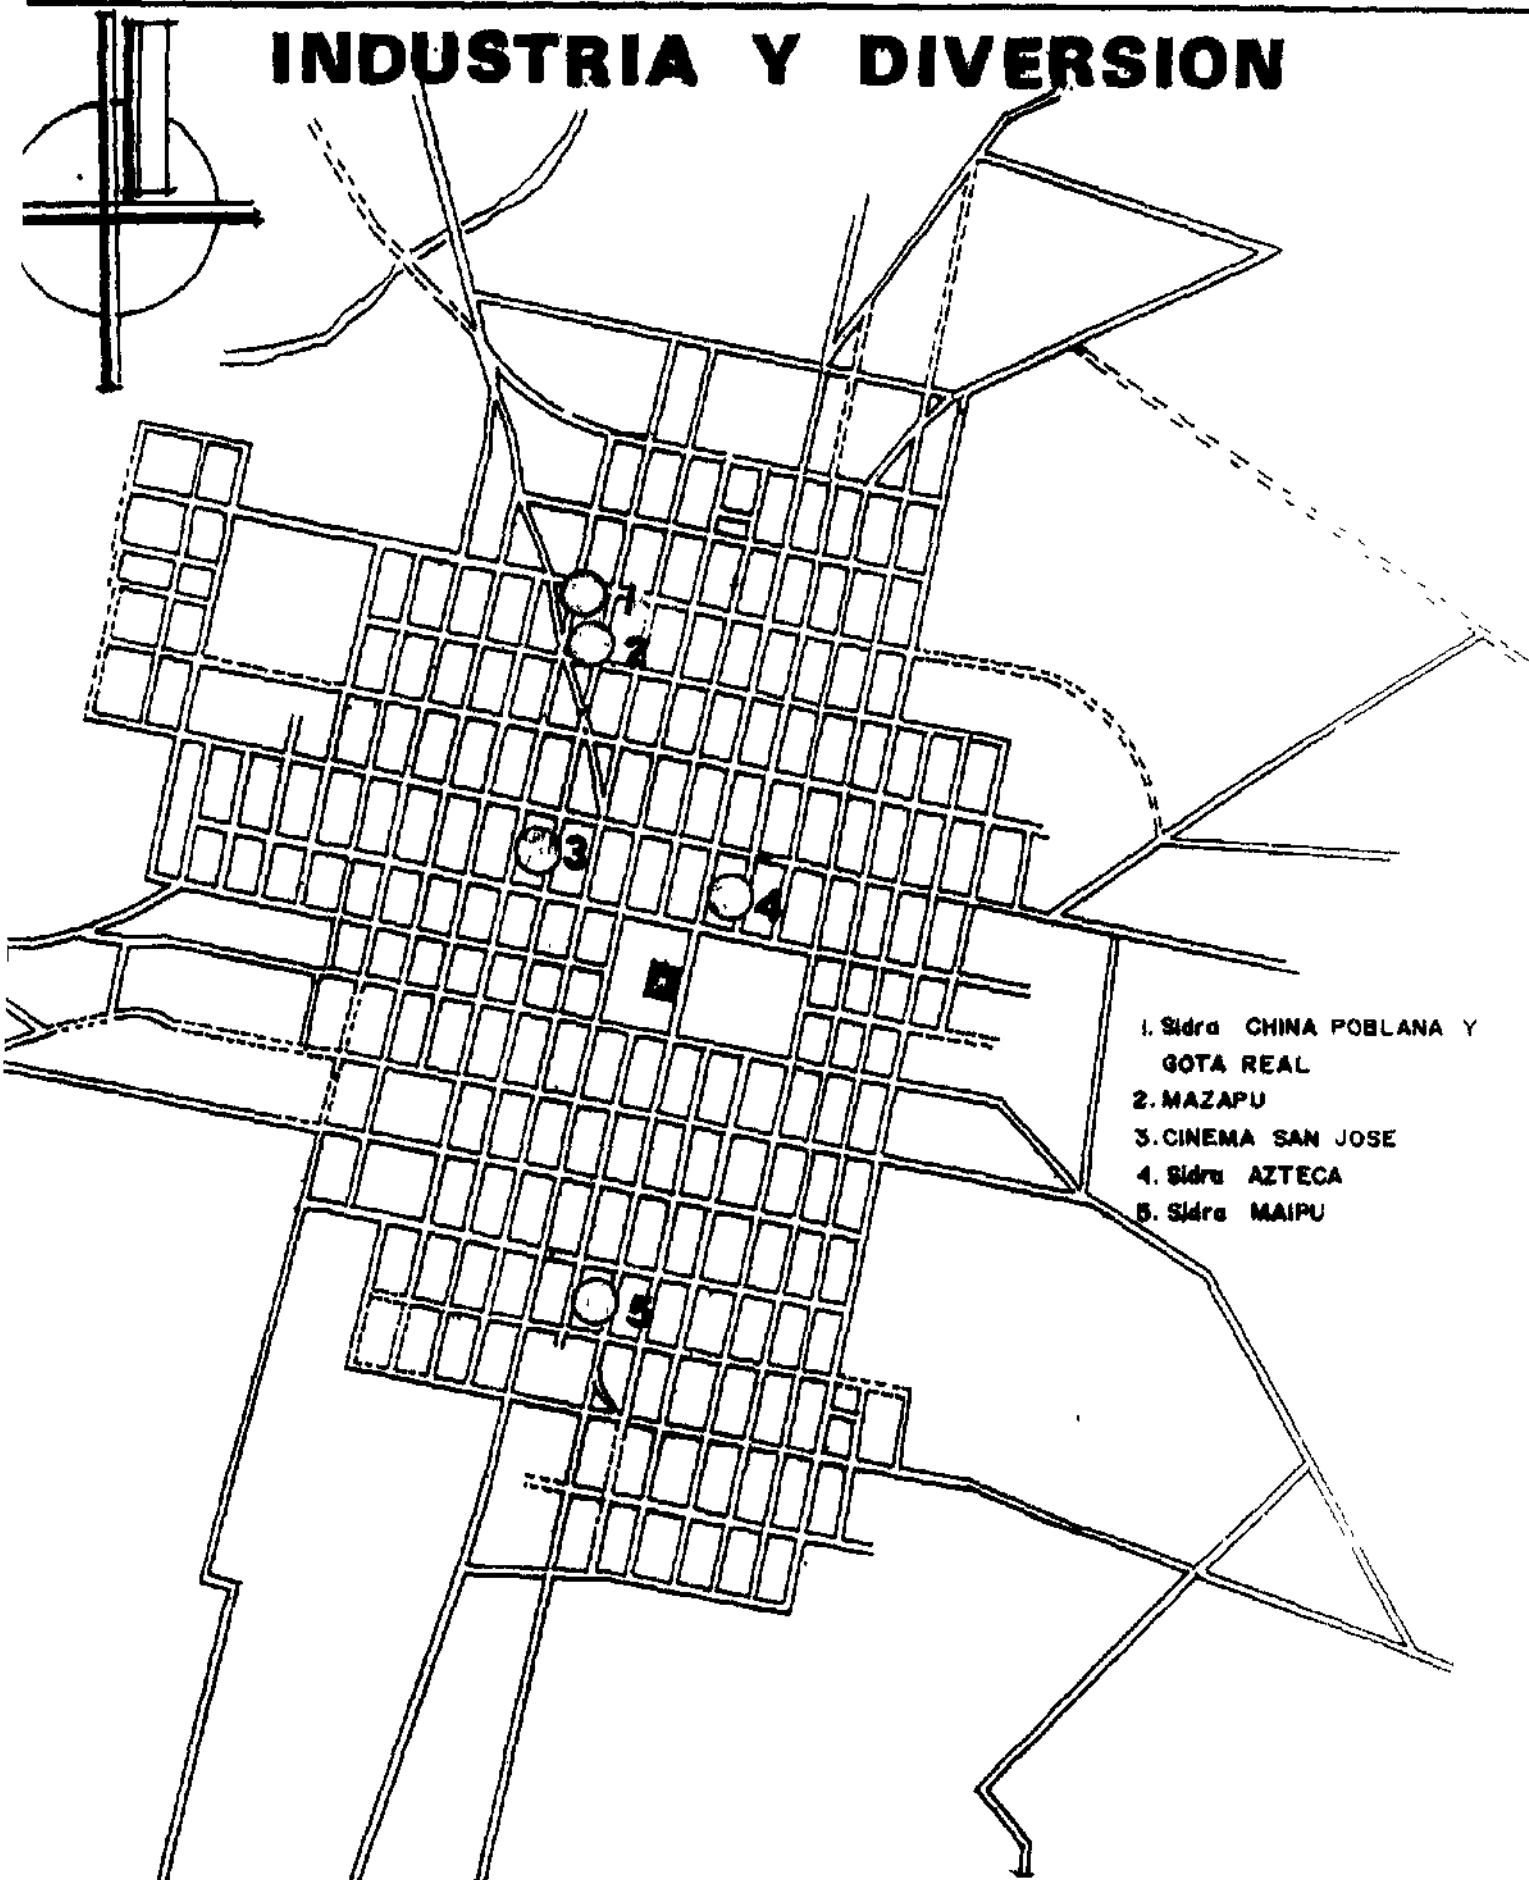 INDUSTRIA Y DIVERSION
1
2
3
4
5
1. Sidra CHINA POBLANA Y
GOTA REAL
2. MAZAPU
3. CINEMA SAN JOSE
4. Sidra AZTECA
5. Sidra MAIPU